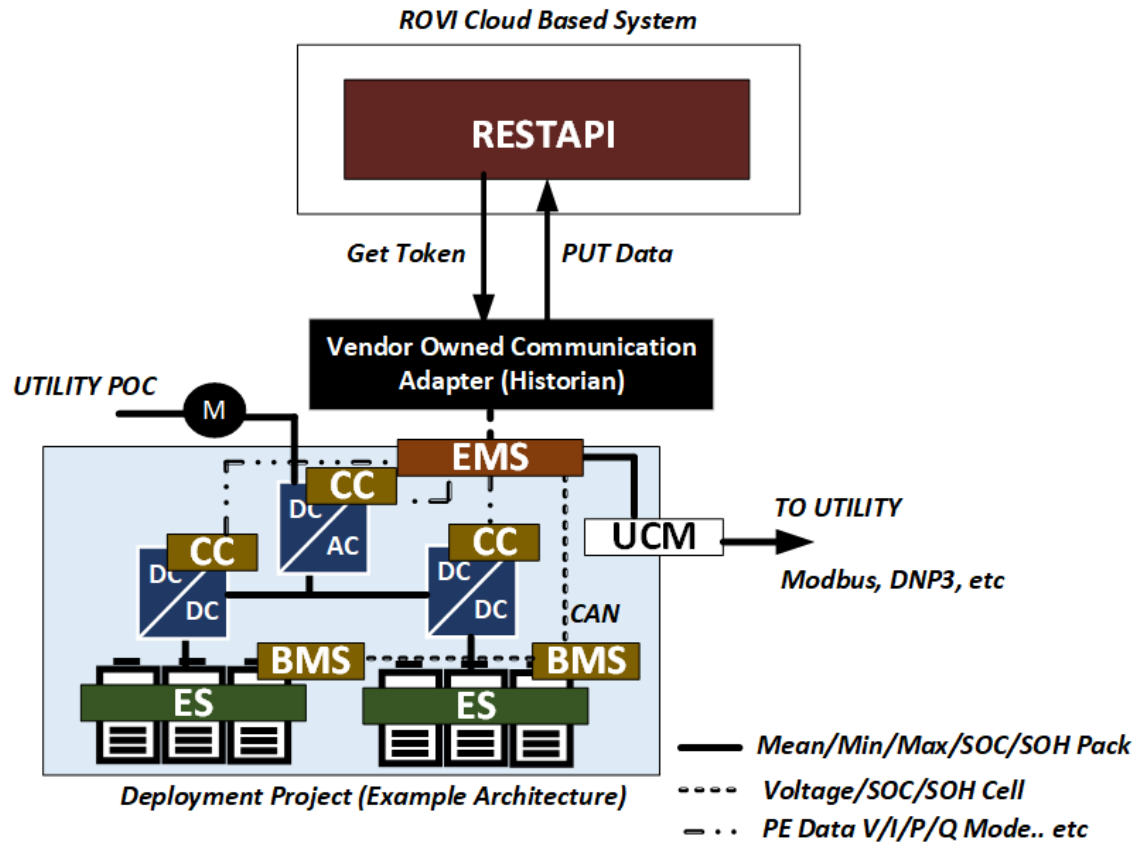 ROVI Cloud Based System
RESTAPI
Get Token
PUT Data
Vendor Owned Communication
Adapter (Historian)
UTILITY POC
M
EMS
CC
DC
AC
UCM
TO UTILITY
Modbus, DNP3, etc
CC
DC
DC
CC
DC
DC
CAN
BMS
BMS
ES
ES
Mean/Min/Max/SOC/SOH Pack
Voltage/SOC/SOH Cell
PE Data V/I/P/Q Mode.. etc
Deployment Project (Example Architecture)